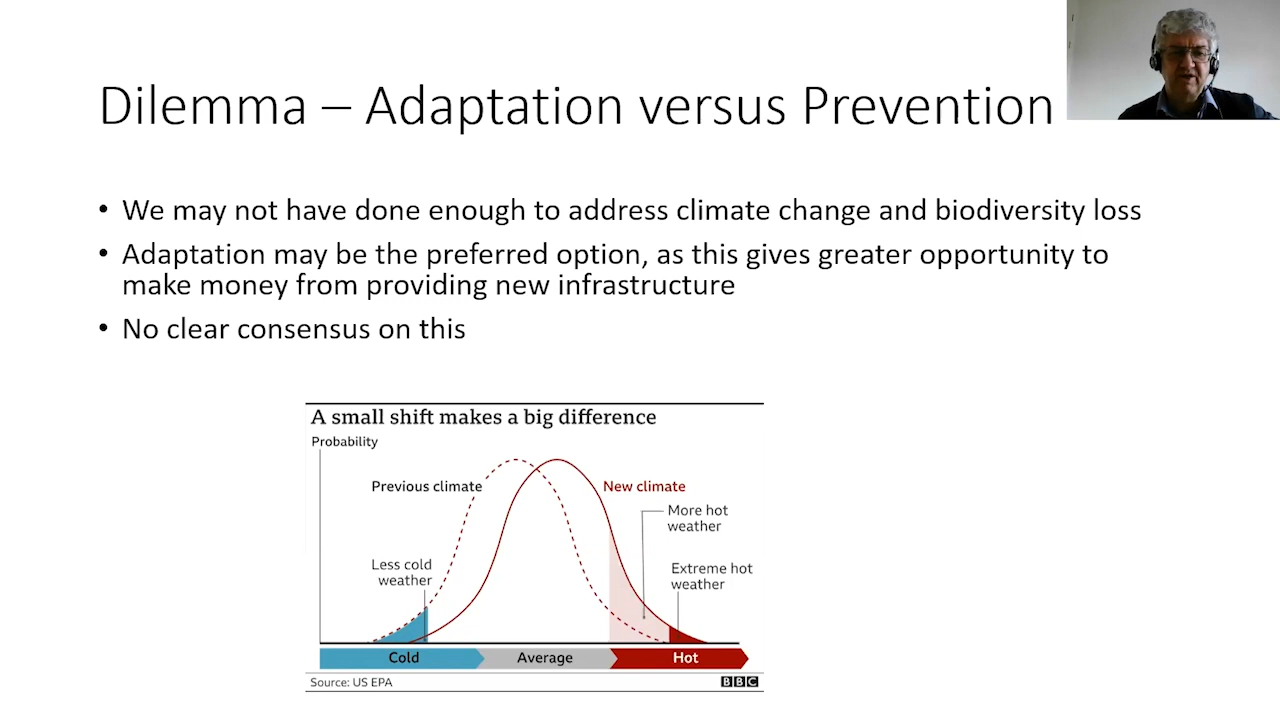 Dilemma – Adaptation versus Prevention
• We may not have done enough to address climate change and biodiversity loss
• Adaptation may be the preferred option, as this gives greater opportunity to
make money from providing new infrastructure
• No clear consensus on this
A small shift makes a big difference
Probability
Previous climate
New climate
More hot
weather
Less cold
weather
Extreme hot
weather
Cold
Average
Hot
Source: US EPA
BBC